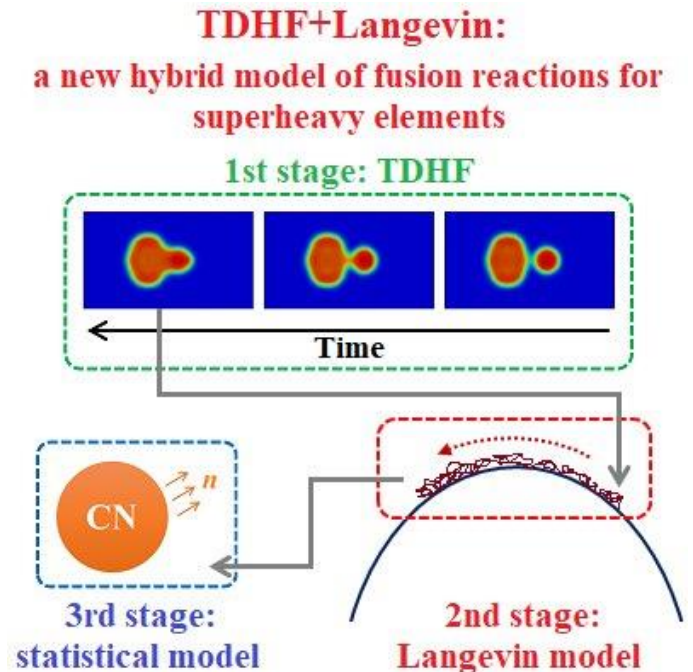 TDHF+Langevin:
a new hybrid model of fusion reactions for
superheavy elements
1st stage: TDHF
Time
CN
n
3rd stage:
statistical model
2nd stage:
Langevin model